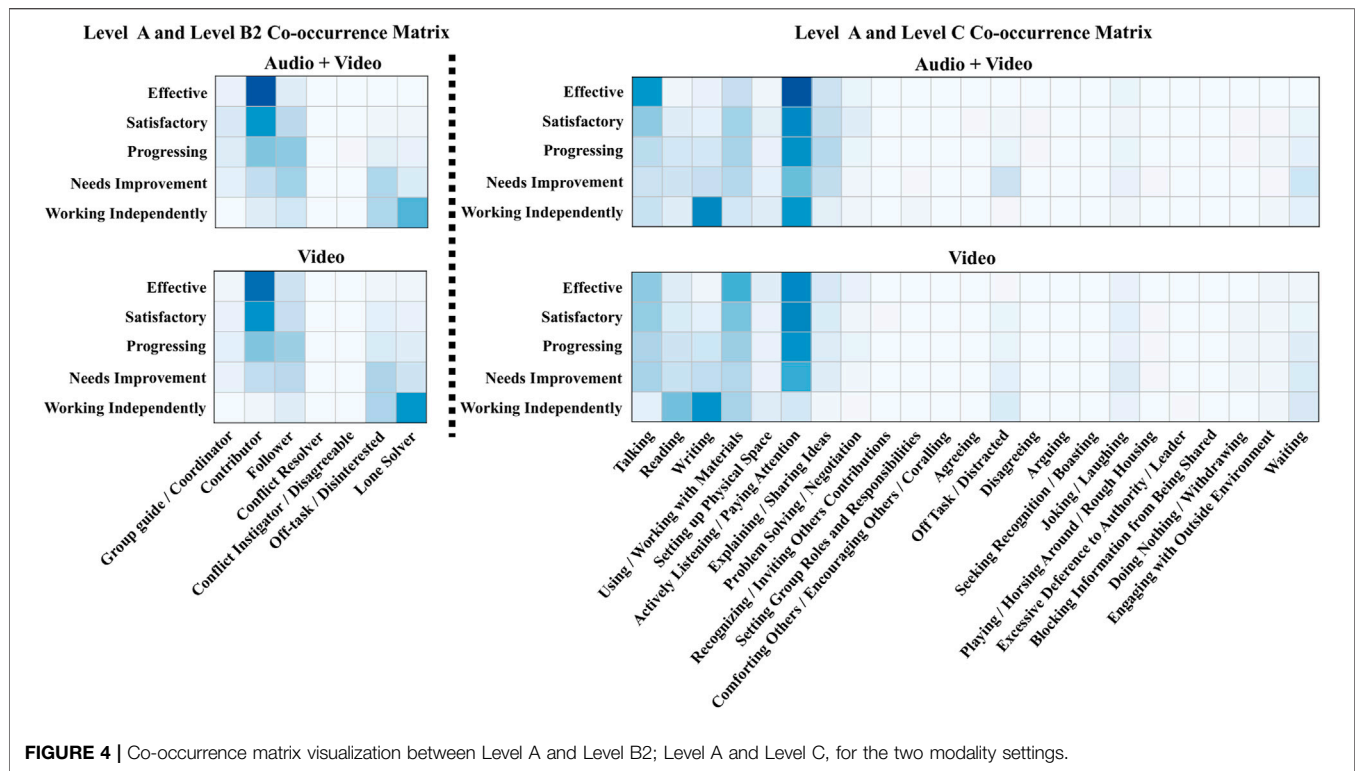 Level A and Level B2 Co-occurrence Matrix
Audio + Video
Effective
Satisfactory
Progressing
Needs Improvement
Working Independently
Video
Effective
Satisfactory
Progressing
Needs Improvement
Working Independently
Group guide / Coordinator
Contributor
Follower
Conflict Resolver
Conflict Instigator / Disagreeable
Off-task / Disinterested
Lone Solver
Level A and Level C Co-occurrence Matrix
Audio + Video
Effective
Satisfactory
Progressing
Needs Improvement
Working Independently
Video
Effective
Satisfactory
Progressing
Needs Improvement
Working Independently
Talking
Reading
Writing
Using / Working with Materials
Setting up Physical Space
Actively Listening / Paying Attention
Explaining / Sharing Ideas
Problem Solving / Negotiation
Recognizing / Inviting Others Contributions
Setting Group Roles and Responsibilities
Comforting Others / Encouraging Others / Coralling
Agreeing
Off Task / Distracted
Disagreeing
Arguing
Seeking Recognition / Boasting
Joking / Laughing
Playing / Horsing Around / Rough Housing
Excessive Deference to Authority / Leader
Blocking Information from Being Shared
Doing Nothing / Withdrawing
Engaging with Outside Environment
Waiting
FIGURE 4 | Co-occurrence matrix visualization between Level A and Level B2; Level A and Level C, for the two modality settings.